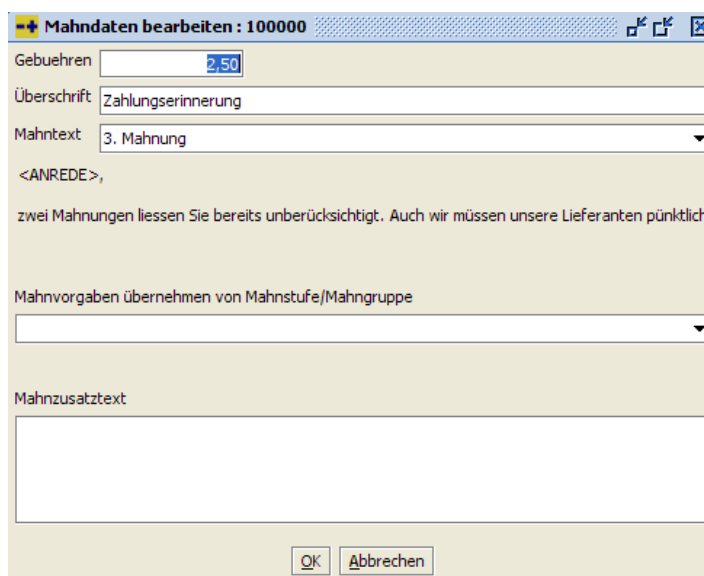 Mahndaten bearbeiten : 100000
Gebuehren 2,50
Überschrift Zahlungserinnerung
Mahntext 3. Mahnung
<ANREDE>,
zwei Mahnungen liessen Sie bereits unberücksichtigt. Auch wir müssen unsere Lieferanten pünktlich
Mahnvorgaben übernehmen von Mahnstufe/Mahngruppe
Mahnzusatztext
OK Abbrechen